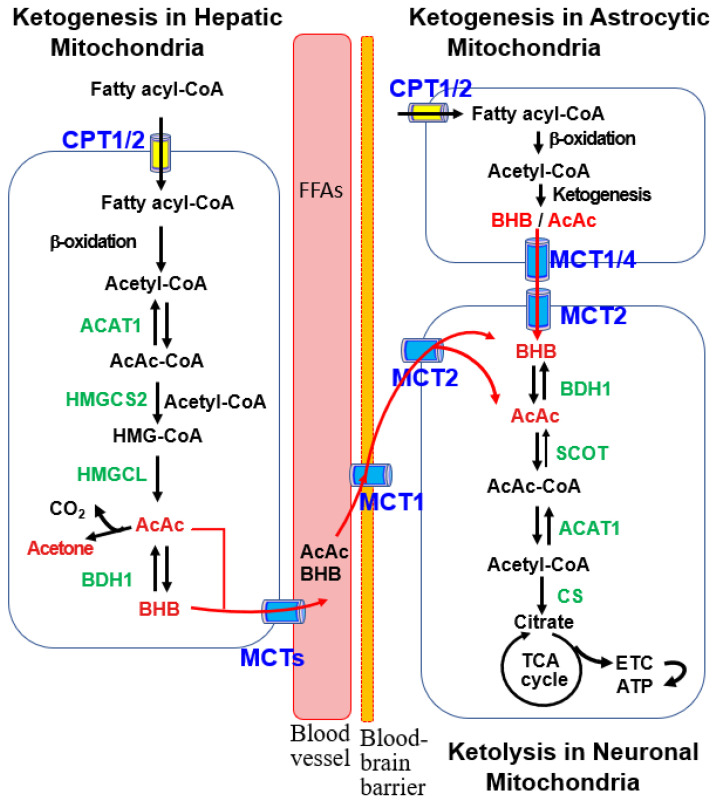 Ketogenesis in Hepatic
Mitochondria
Fatty acyl-CoA
CPT1/2
Fatty acyl-CoA
β-oxidation
Acetyl-CoA
ACAT1
AcAc-CoA
HMGCS2
Acetyl-CoA
HMG-CoA
HMGCL
CO2
AcAc
Acetone
BDH1
BHB
MCTs
FFAs
AcAc
BHB
Blood
vessel
Blood-
brain
barrier
MCT1
Ketogenesis in Astrocytic
Mitochondria
CPT1/2
Fatty acyl-CoA
β-oxidation
Acetyl-CoA
Ketogenesis
BHB / AcAc
MCT1/4
MCT2
MCT2
BHB
BDH1
AcAc
SCOT
AcAc-CoA
ACAT1
Acetyl-CoA
CS
Citrate
TCA
cycle
ETC
ATP
Ketolysis in Neuronal
Mitochondria